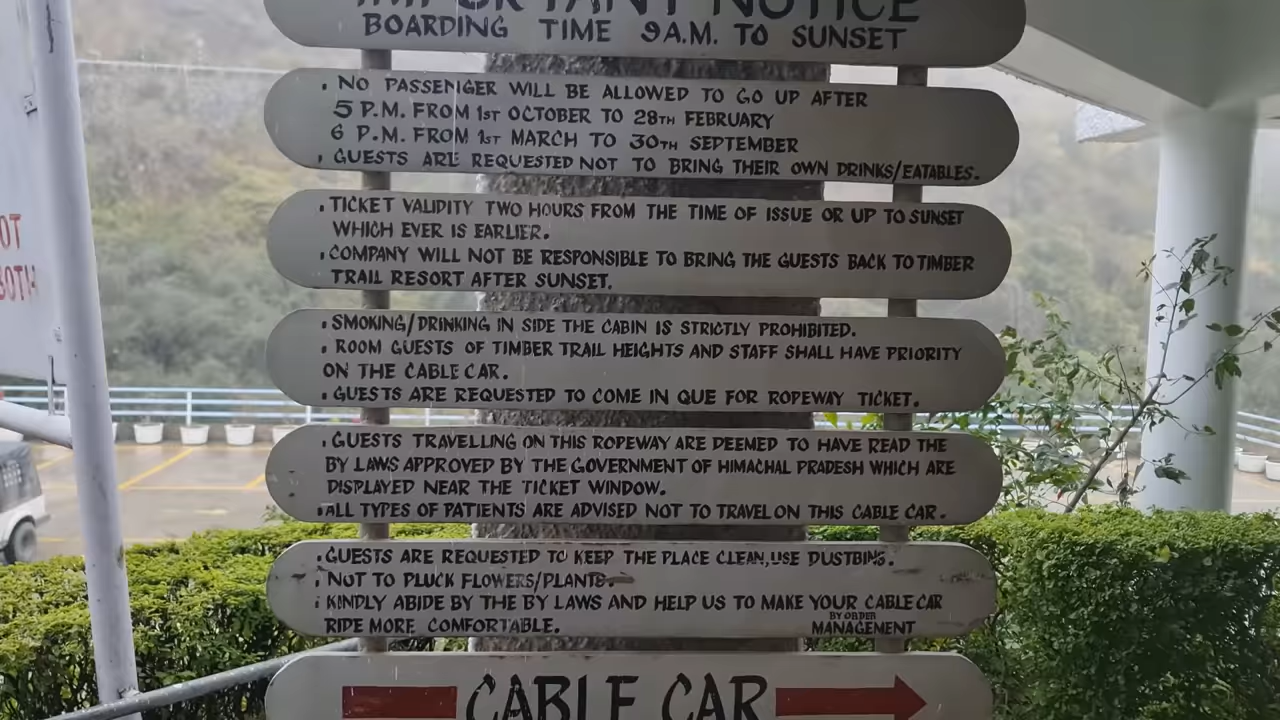 IMPORTANT NOTICE
BOARDING TIME 9A.M. TO SUNSET
. NO PASSENGER WILL BE ALLOWED TO GO UP AFTER
5 P.M. FROM 1ST OCTOBER TO 28TH FEBRUARY
6 P.M. FROM 1ST MARCH TO 30TH SEPTEMBER
. GUESTS ARE REQUESTED NOT TO BRING THEIR OWN DRINKS/EATABLES.
. TICKET VALIDITY TWO HOURS FROM THE TIME OF ISSUE OR UP TO SUNSET
WHICH EVER IS EARLIER.
. COMPANY WILL NOT BE RESPONSIBLE TO BRING THE GUESTS BACK TO TIMBER
TRAIL RESORT AFTER SUNSET.
. SMOKING/DRINKING IN SIDE THE CABIN IS STRICTLY PROHIBITED.
. ROOM GUESTS OF TIMBER TRAIL HEIGHTS AND STAFF SHALL HAVE PRIORITY
ON THE CABLE CAR.
. GUESTS ARE REQUESTED TO COME IN QUE FOR ROPEWAY TICKET.
. GUESTS TRAVELLING ON THIS ROPEWAY ARE DEEMED TO HAVE READ THE
BY LAWS APPROVED BY THE GOVERNMENT OF HIMACHAL PRADESH WHICH ARE
DISPLAYED NEAR THE TICKET WINDOW.
. ALL TYPES OF PATIENTS ARE ADVISED NOT TO TRAVEL ON THIS CABLE CAR.
. GUESTS ARE REQUESTED TO KEEP THE PLACE CLEAN,USE DUSTBINS.
. NOT TO PLUCK FLOWERS/PLANTS.
. KINDLY ABIDE BY THE BY LAWS AND HELP US TO MAKE YOUR CABLE CAR
RIDE MORE COMFORTABLE.
BY ORDER
MANAGEMENT
CABLE CAR